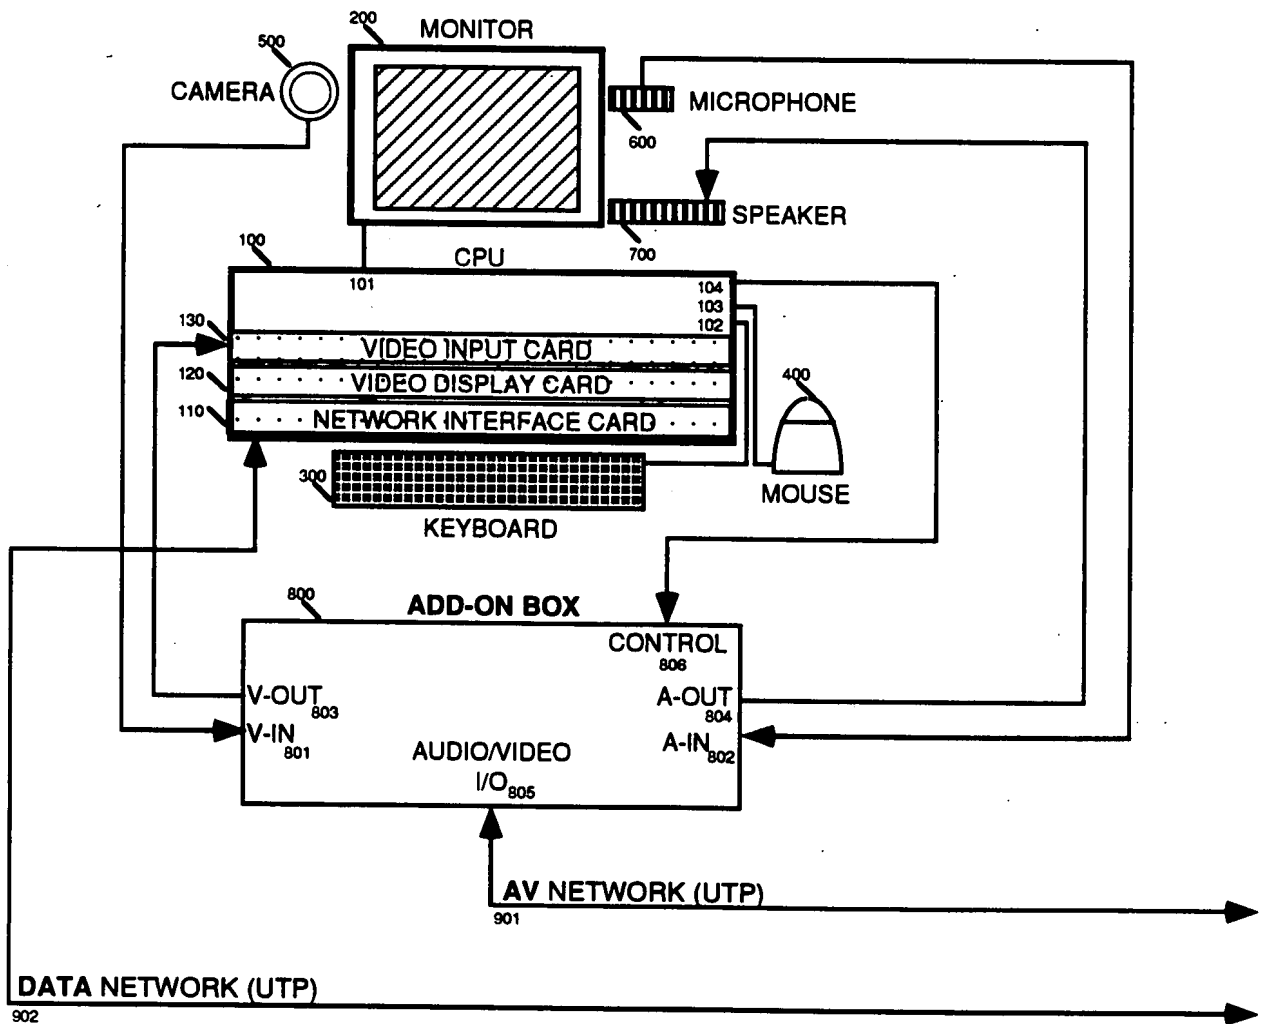 200
MONITOR
500
CAMERA
MICROPHONE
600
SPEAKER
700
100
CPU
101
104
103
102
130
VIDEO INPUT CARD
120
VIDEO DISPLAY CARD
400
110
NETWORK INTERFACE CARD
300
MOUSE
KEYBOARD
800
ADD-ON BOX
CONTROL
806
V-OUT 803
A-OUT 804
V-IN 801
A-IN 802
AUDIO/VIDEO
I/O 805
AV NETWORK (UTP)
901
DATA NETWORK (UTP)
902